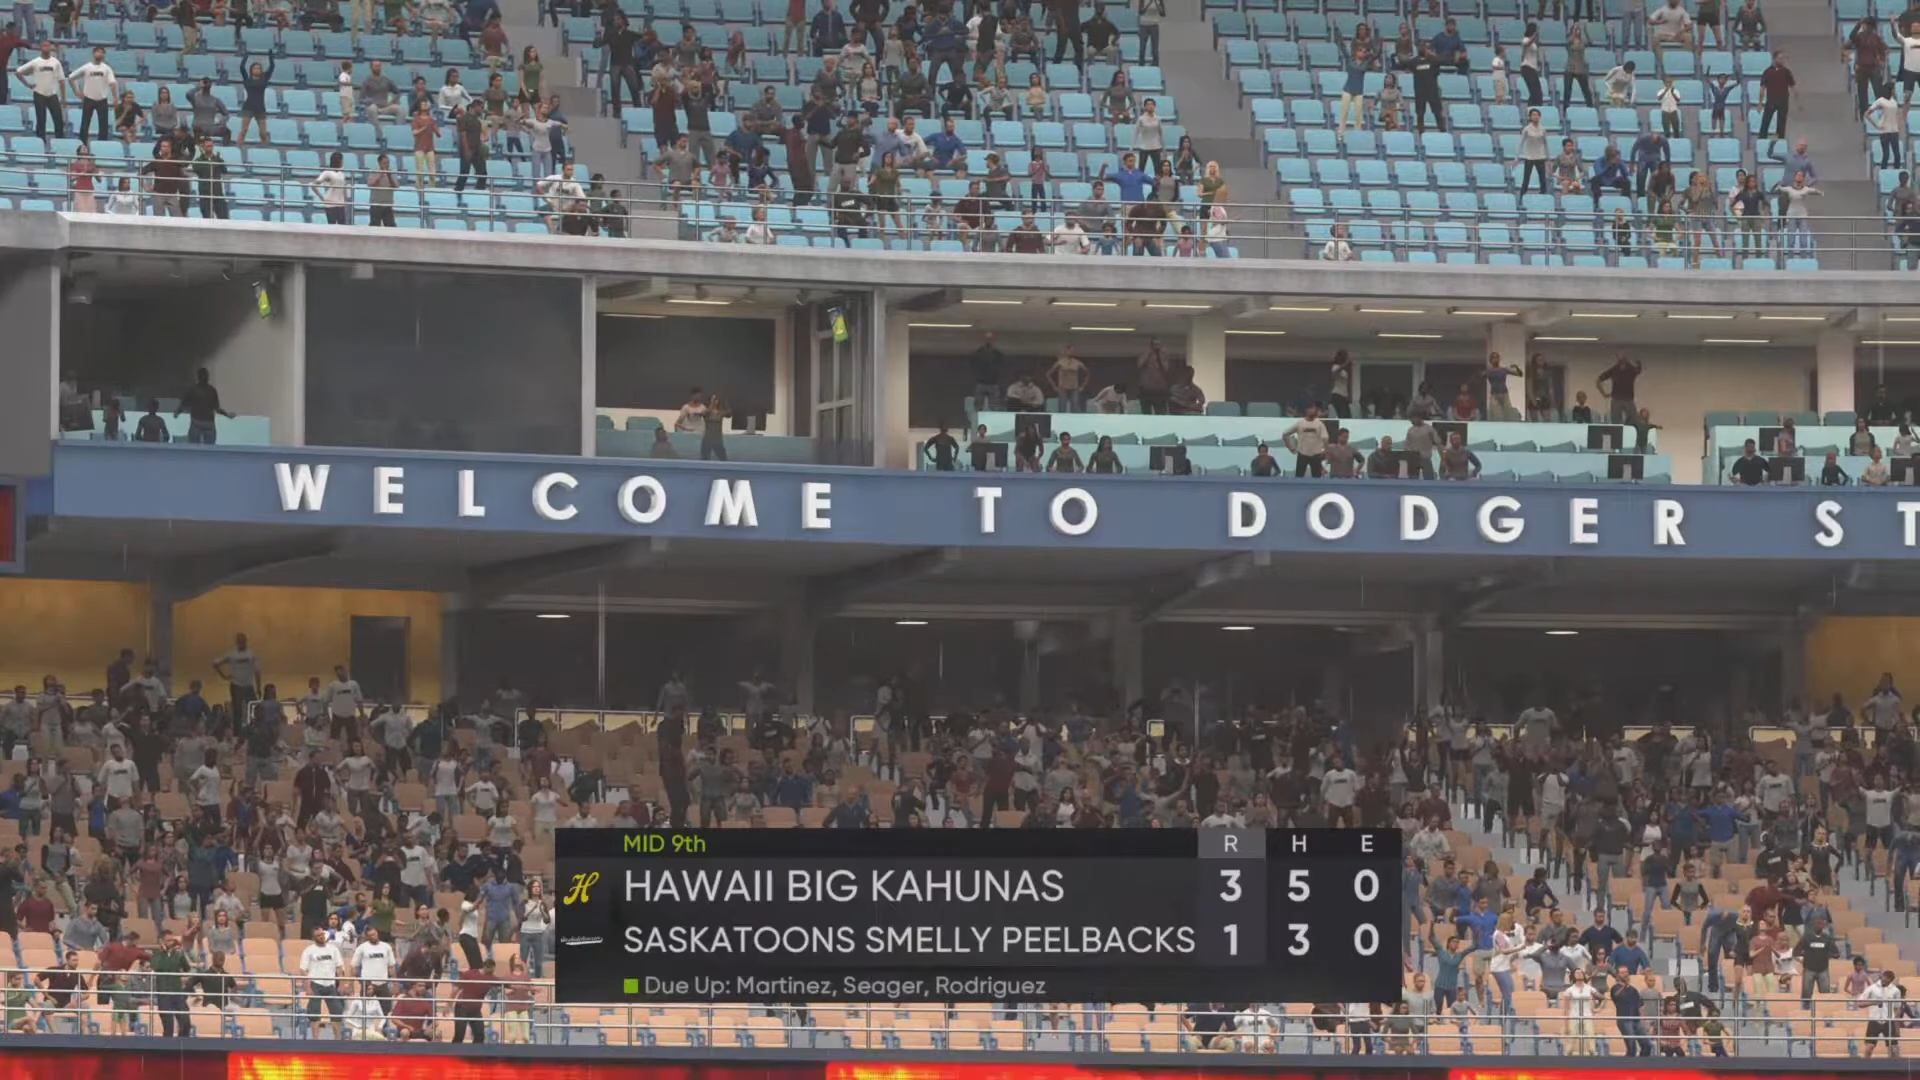 WELCOME TO DODGER ST
MID 9th R H E
H HAWAII BIG KAHUNAS 3 5 0
SASKATOONS SMELLY PEELBACKS 1 3 0
Due Up: Martinez, Seager, Rodriguez